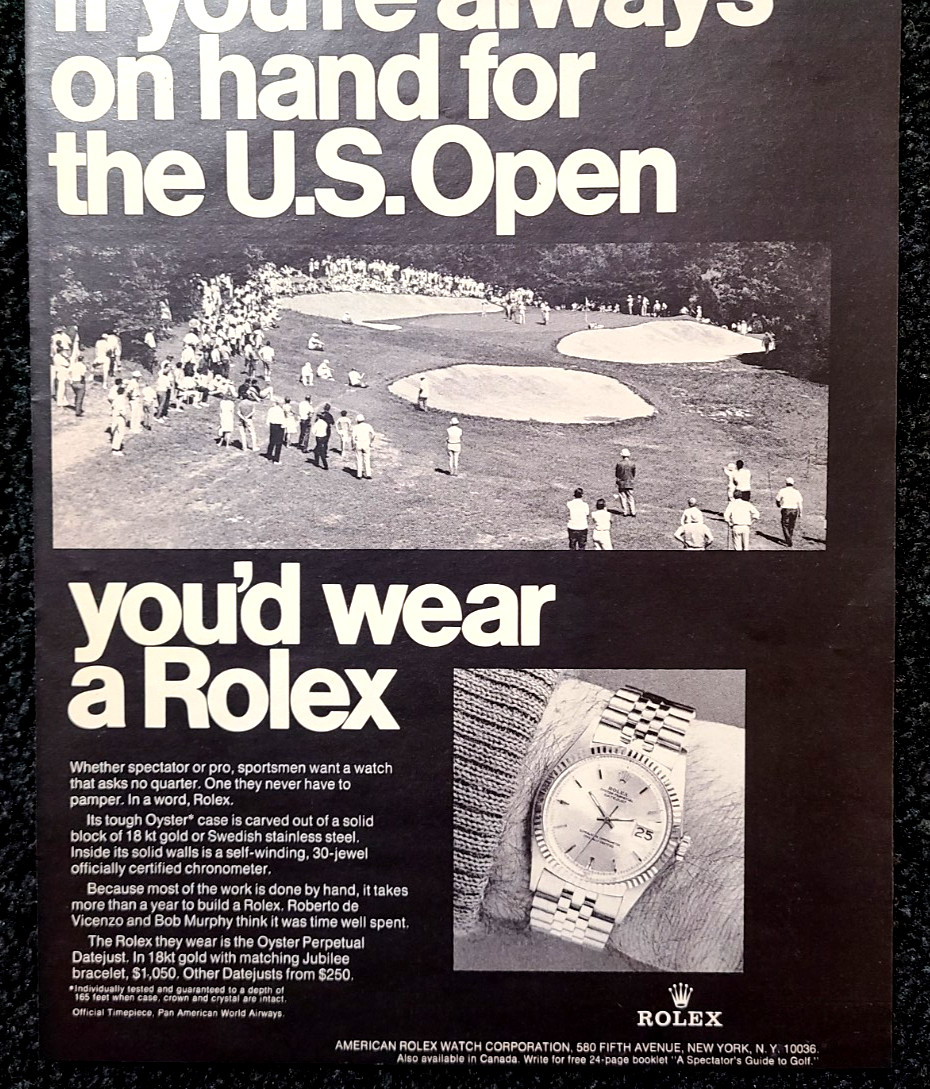 If you're always
on hand for
the U.S. Open
you'd wear
a Rolex
Whether spectator or pro, sportsmen want a watch
that asks no quarter. One they never have to
pamper. In a word, Rolex.
Its tough Oyster* case is carved out of a solid
block of 18 kt gold or Swedish stainless steel.
Inside its solid walls is a self-winding, 30-jewel
officially certified chronometer.
Because most of the work is done by hand, it takes
more than a year to build a Rolex. Roberto de
Vicenzo and Bob Murphy think it was time well spent.
The Rolex they wear is the Oyster Perpetual
Datejust. In 18kt gold with matching Jubilee
bracelet, $1,050. Other Datejusts from $250.
*Individually tested and guaranteed to a depth of
165 feet when case, crown and crystal are intact.
Official Timepiece, Pan American World Airways.
ROLEX
25
ROLEX
AMERICAN ROLEX WATCH CORPORATION, 580 FIFTH AVENUE, NEW YORK, N.Y. 10036.
Also available in Canada. Write for free 24-page booklet "A Spectator's Guide to Golf."